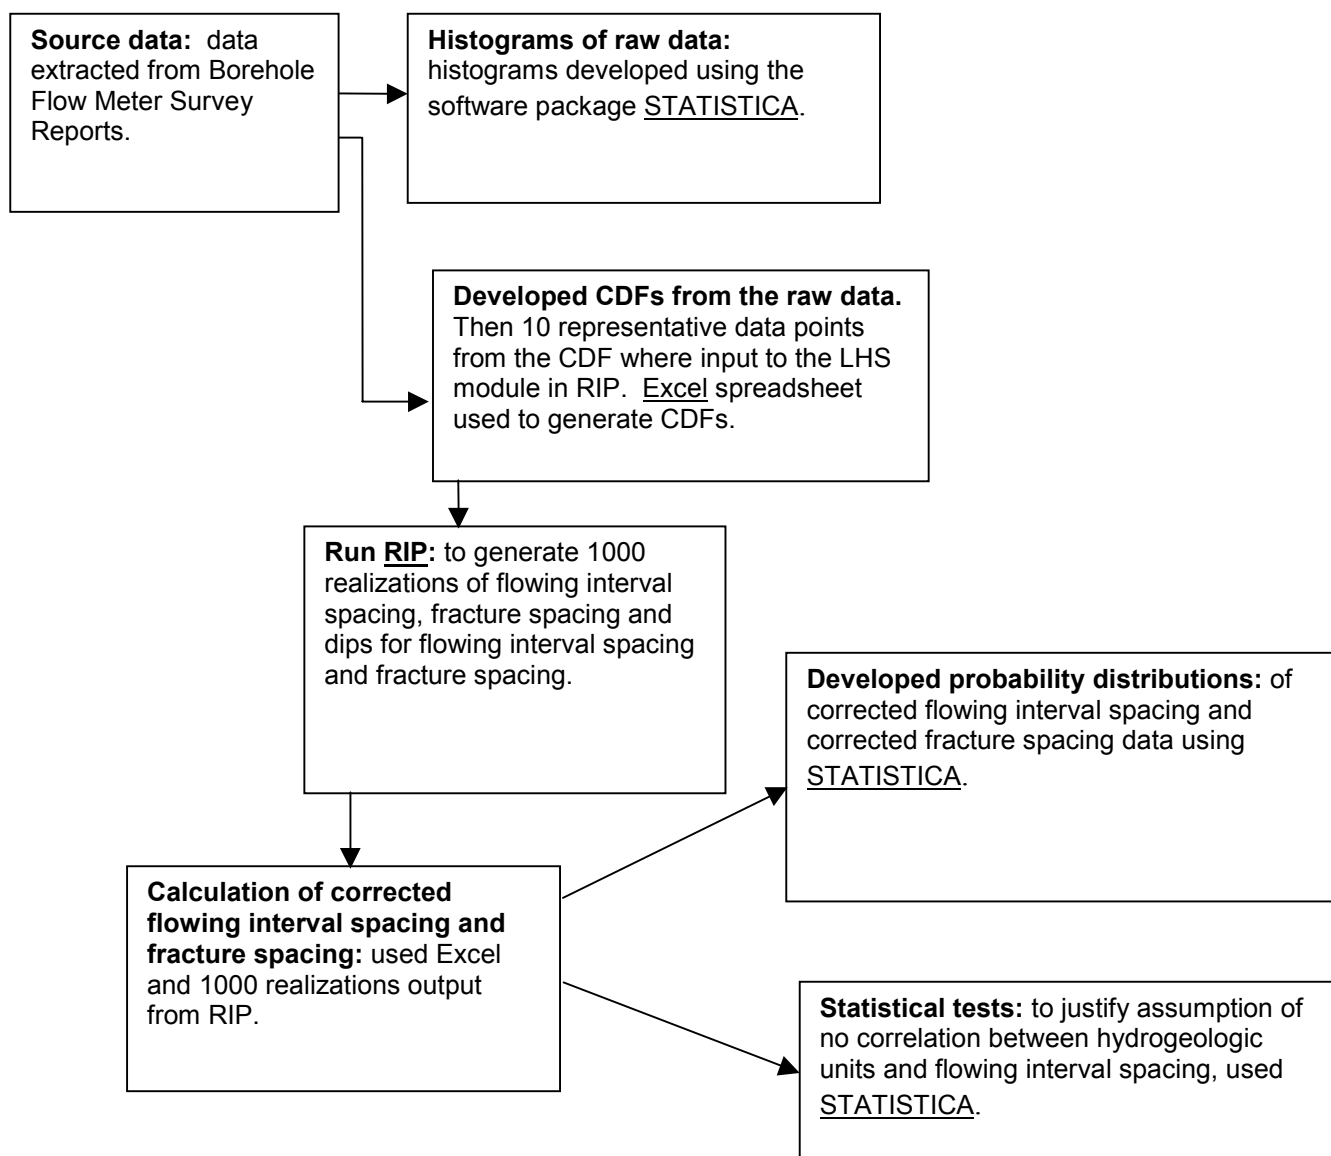 Source data: data
extracted from Borehole
Flow Meter Survey
Reports.
Histograms of raw data:
histograms developed using the
software package STATISTICA.
Developed CDFs from the raw data.
Then 10 representative data points
from the CDF where input to the LHS
module in RIP. Excel spreadsheet
used to generate CDFs.
Run RIP: to generate 1000
realizations of flowing interval
spacing, fracture spacing and
dips for flowing interval spacing
and fracture spacing.
Developed probability distributions: of
corrected flowing interval spacing and
corrected fracture spacing data using
STATISTICA.
Calculation of corrected
flowing interval spacing and
fracture spacing: used Excel
and 1000 realizations output
from RIP.
Statistical tests: to justify assumption of
no correlation between hydrogeologic
units and flowing interval spacing, used
STATISTICA.